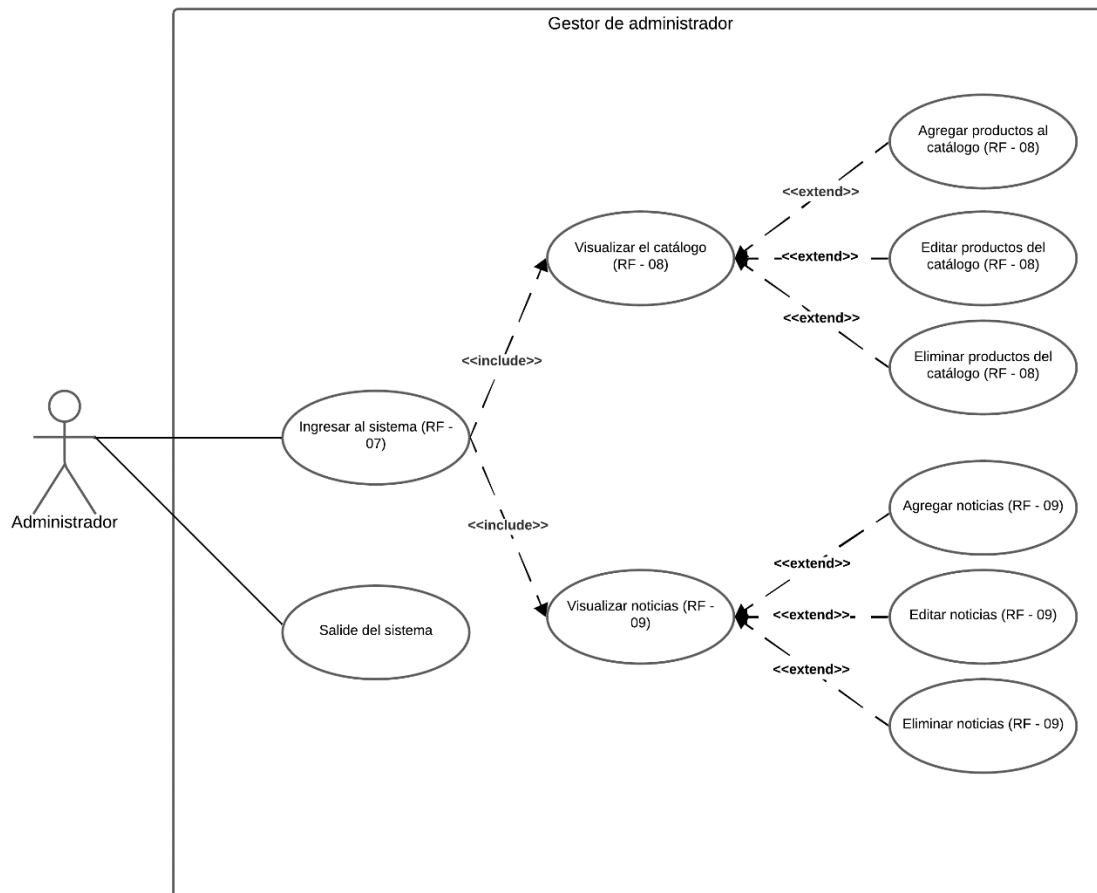 Gestor de administrador
Agregar productos al
catálogo (RF - 08)
<<extend>>
Visualizar el catálogo
(RF - 08)
<<extend>>
Editar productos del
catálogo (RF - 08)
<<extend>>
Eliminar productos del
catálogo (RF - 08)
<<include>>
Ingresar al sistema (RF -
07)
Administrador
<<include>>
Agregar noticias (RF - 09)
<<extend>>
Visualizar noticias (RF -
09)
<<extend>>
Editar noticias (RF - 09)
Salide del sistema
<<extend>>
Eliminar noticias (RF - 09)